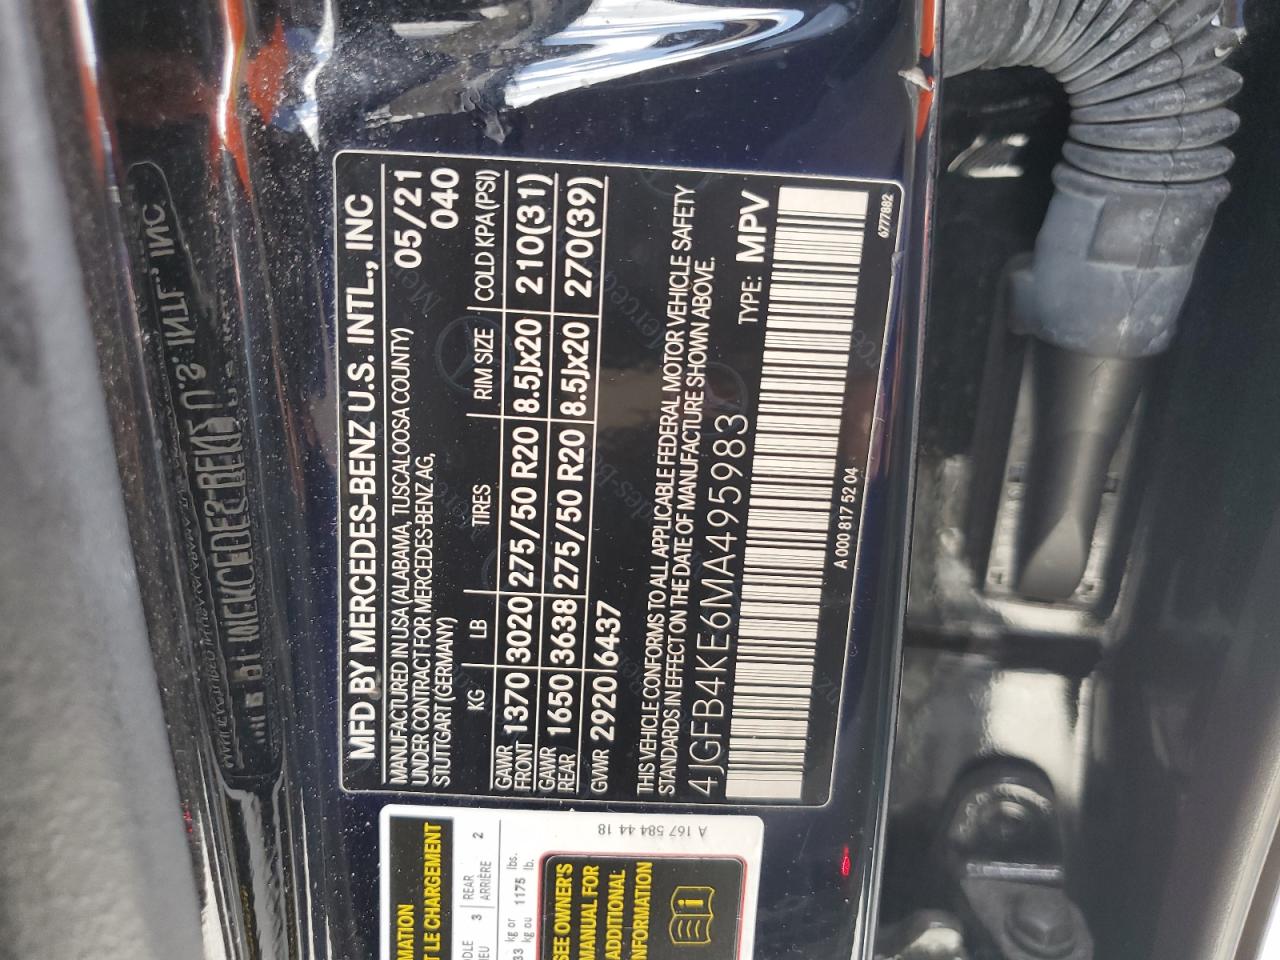 MFD BY MERCEDES-BENZ U.S. INTL., INC
MANUFACTURED IN USA (ALABAMA, TUSCALOOSA COUNTY) 05/21
UNDER CONTRACT FOR MERCEDES-BENZ AG, 040
STUTTGART (GERMANY)
KG LB TIRES RIM SIZE COLD KPA (PSI)
GAWR FRONT 1370 3020 275/50 R20 8.5Jx20 210(31)
GAWR REAR 1650 3638 275/50 R20 8.5Jx20 270(39)
GVWR 2920 6437
THIS VEHICLE CONFORMS TO ALL APPLICABLE FEDERAL MOTOR VEHICLE SAFETY
STANDARDS IN EFFECT ON THE DATE OF MANUFACTURE SHOWN ABOVE.
4JGFB4KE6MA495983 TYPE: MPV
A 000 817 52 04
6777882
MATION
T LE CHARGEMENT
3 REAR ARRIÈRE 2
33 kg or 1175 lbs.
kg ou lb.
SEE OWNER'S
MANUAL FOR
ADDITIONAL
INFORMATION
A 167 584 44 18